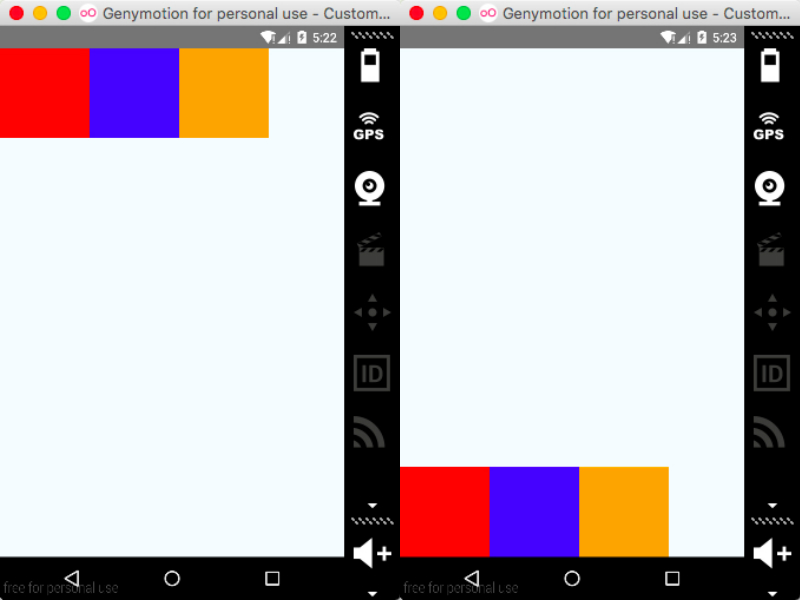 Genymotion for personal use - Custom...
5:22
GPS
ID
free for personal use
Genymotion for personal use - Custom...
5:23
GPS
ID
free for personal use